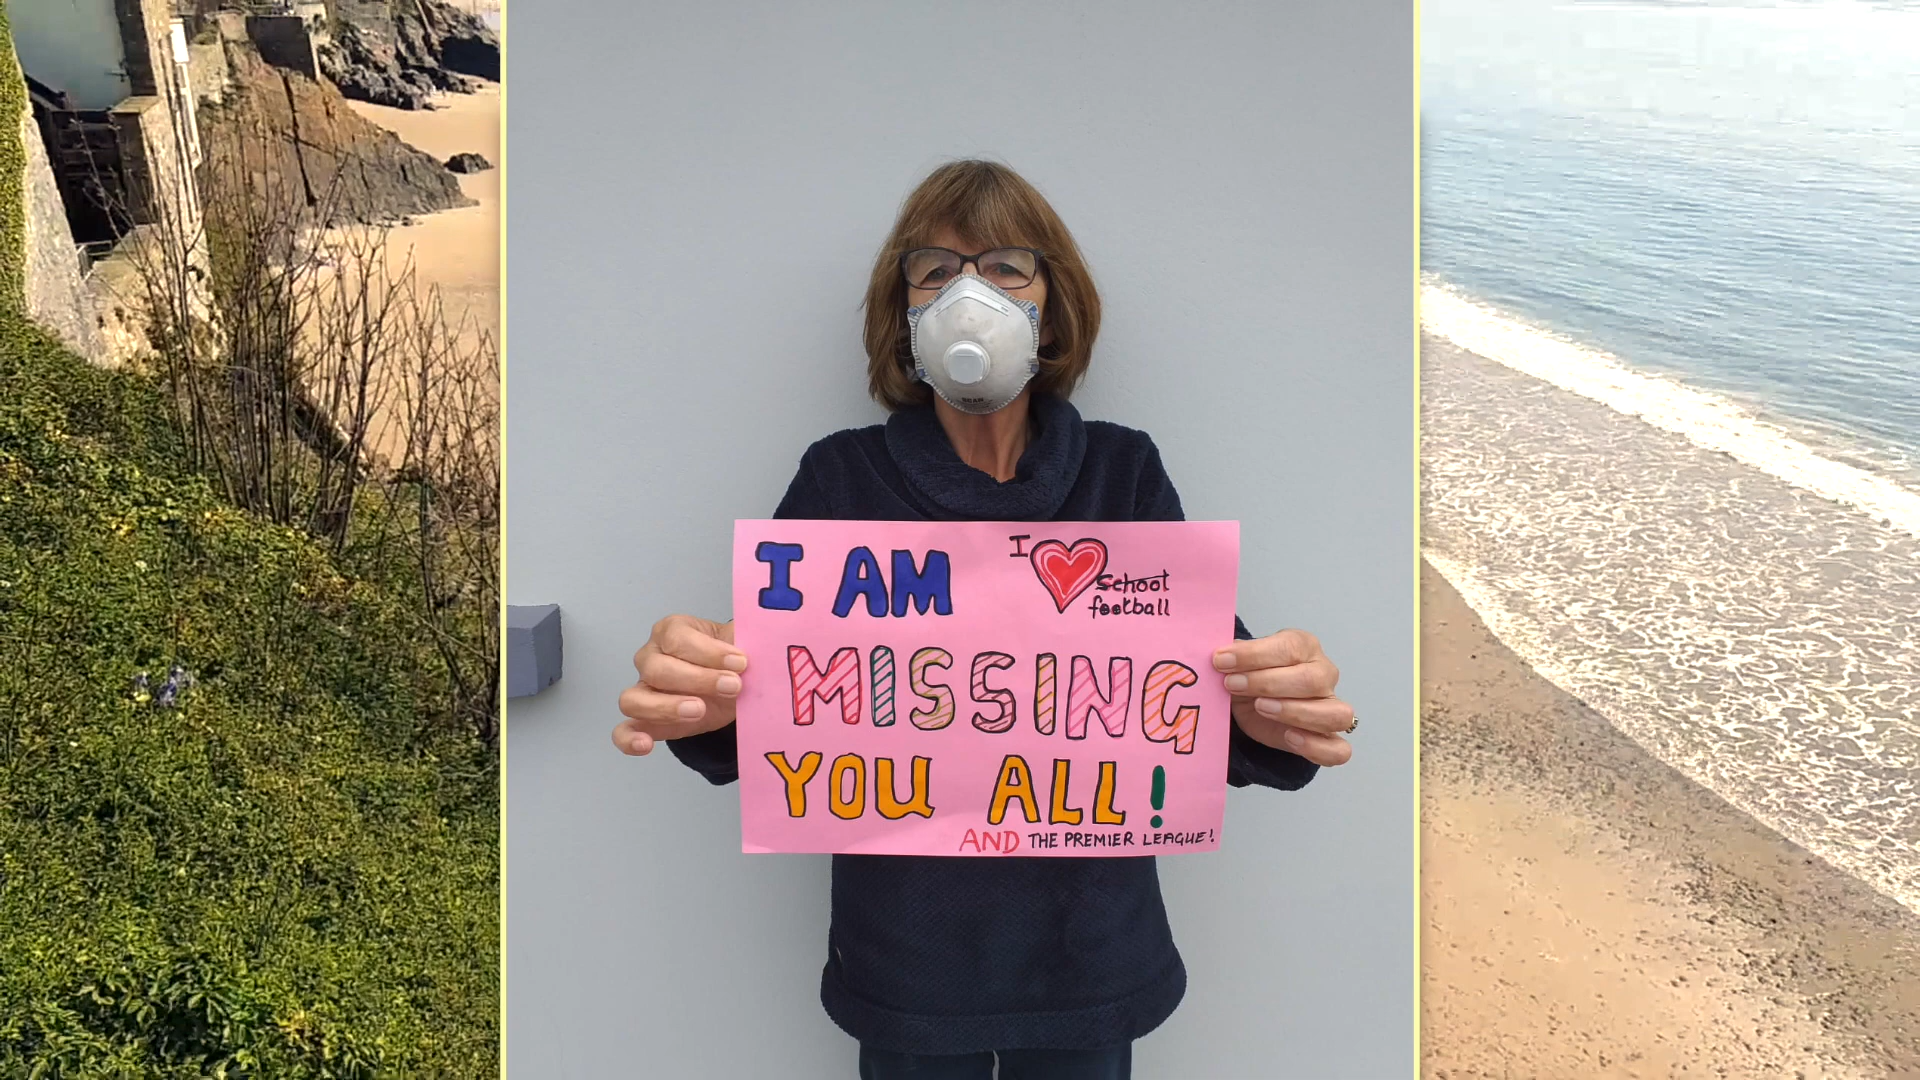 I AM
I ❤ school
football
MISSING
YOU ALL!
AND THE PREMIER LEAGUE!